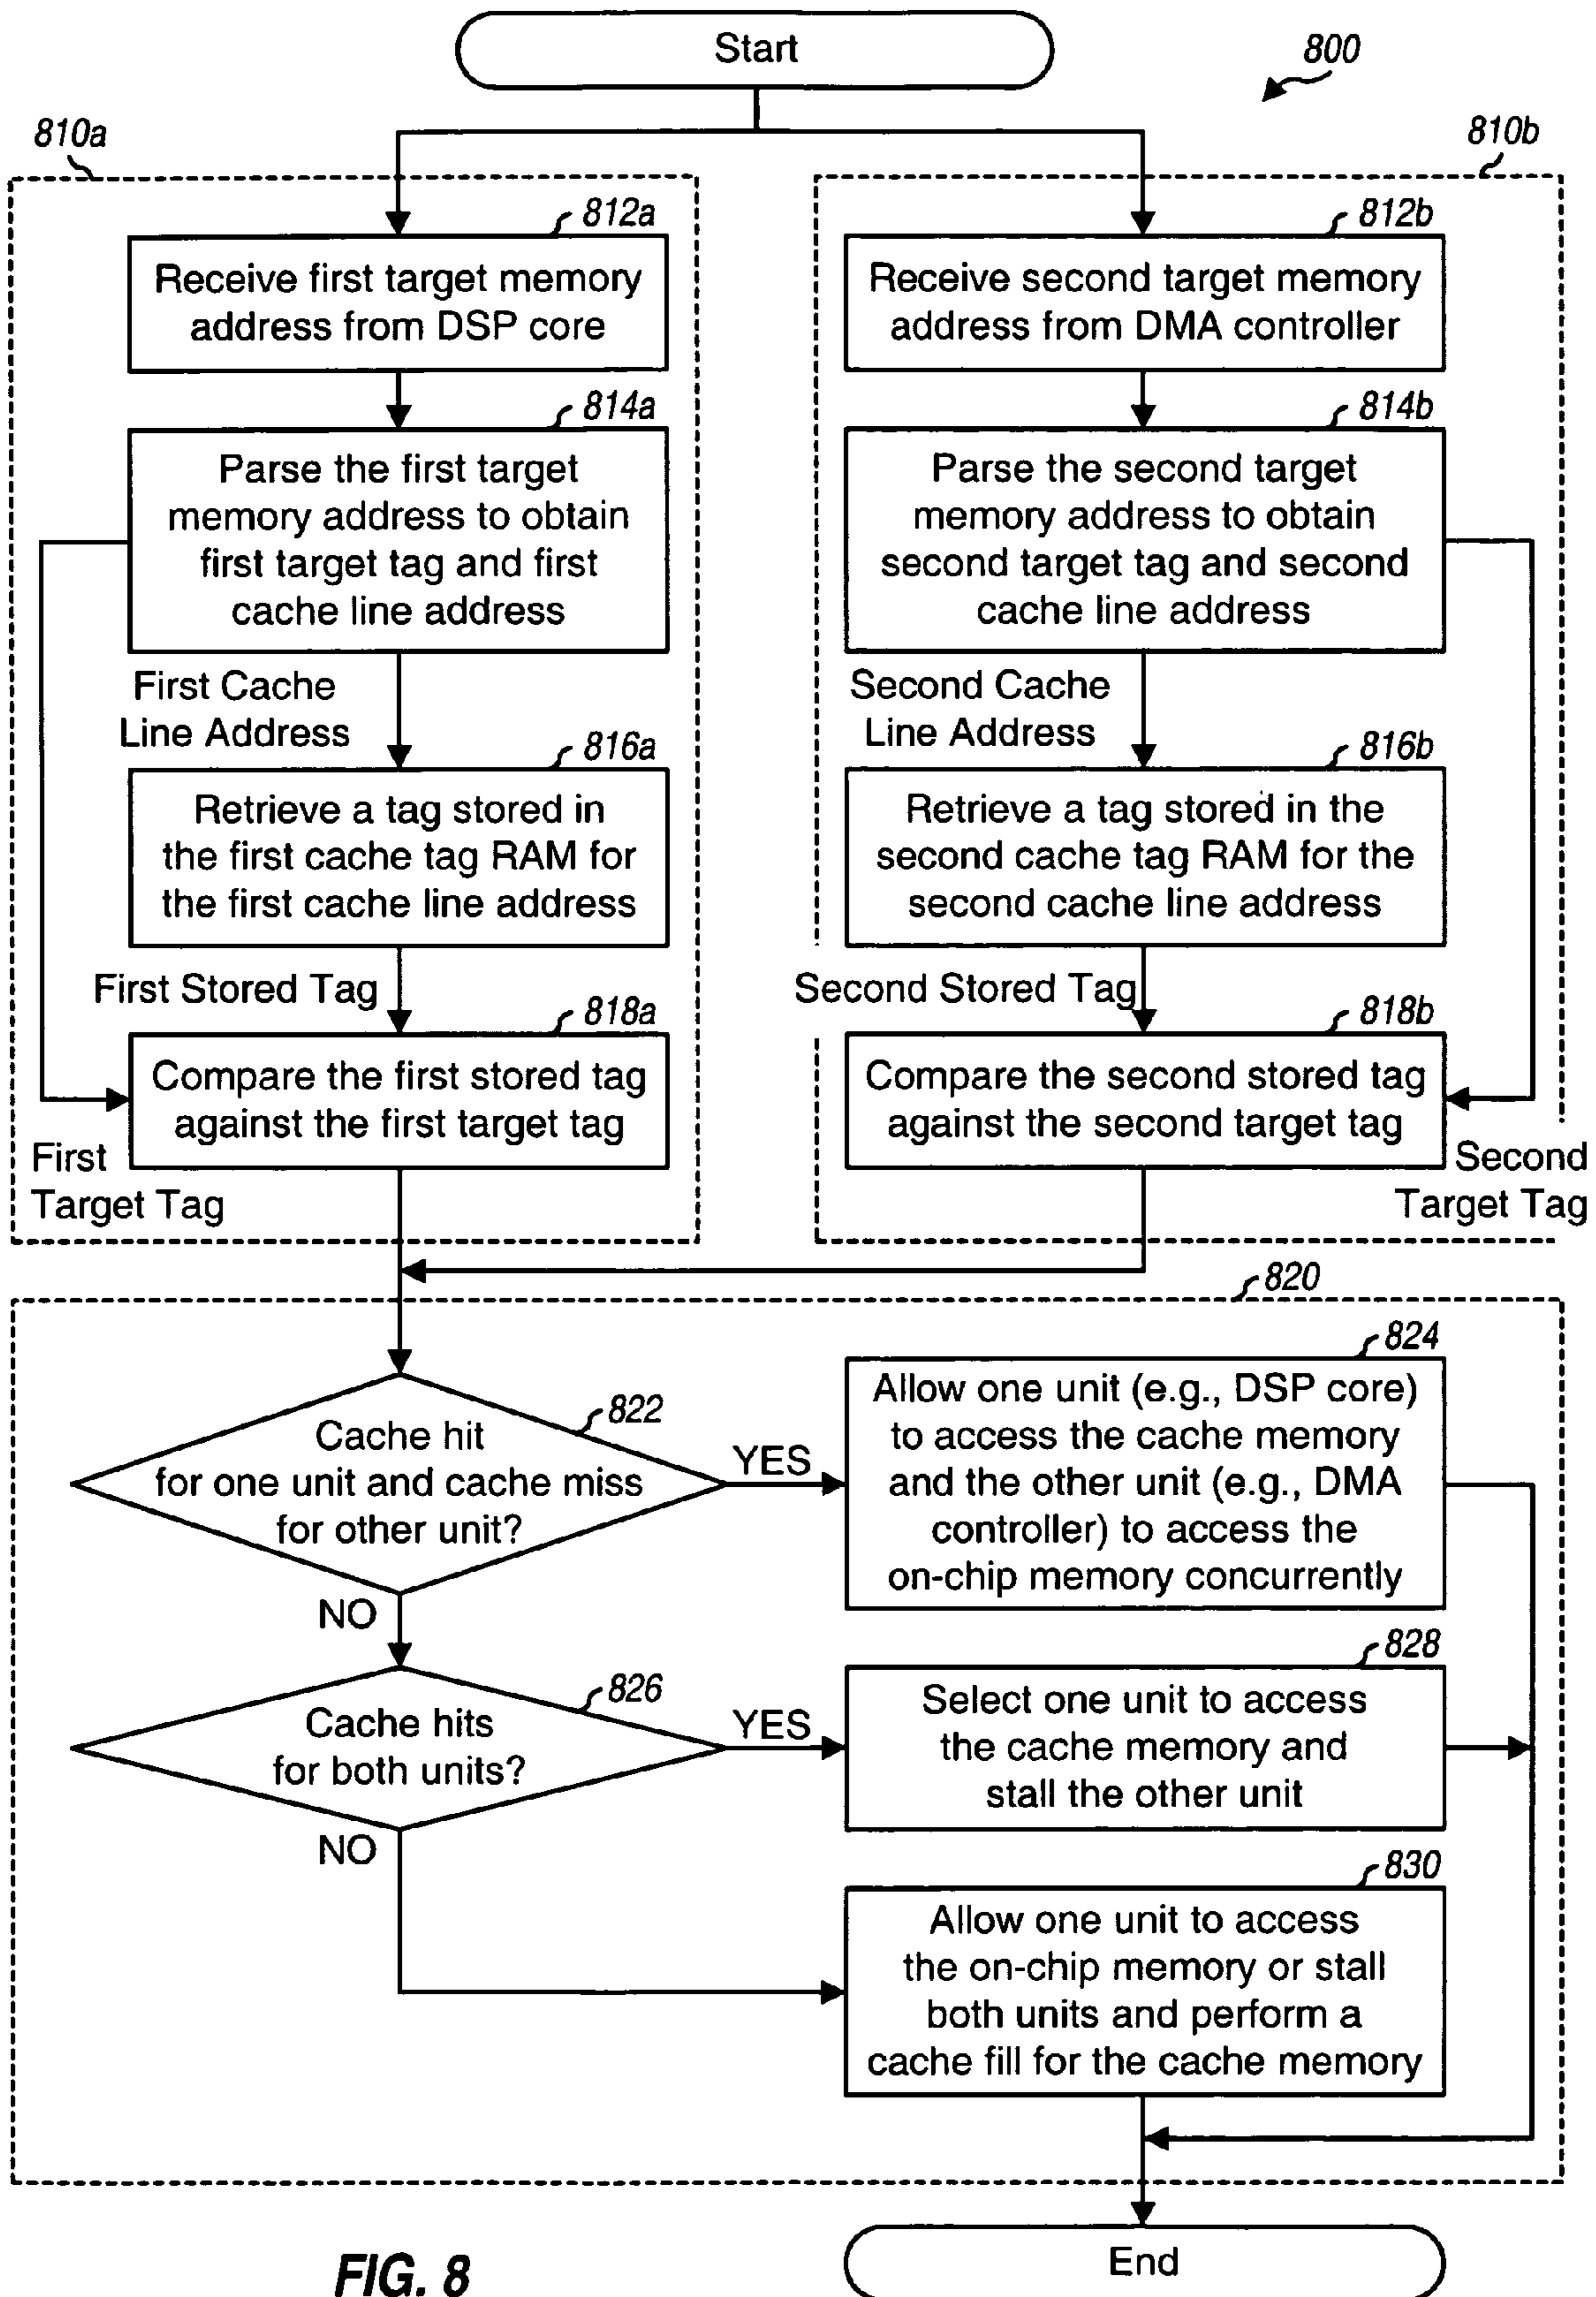 Start
800
810a
810b
812a
Receive first target memory
address from DSP core
812b
Receive second target memory
address from DMA controller
814a
Parse the first target
memory address to obtain
first target tag and first
cache line address
814b
Parse the second target
memory address to obtain
second target tag and second
cache line address
First Cache
Line Address
Second Cache
Line Address
816a
Retrieve a tag stored in
the first cache tag RAM for
the first cache line address
816b
Retrieve a tag stored in the
second cache tag RAM for the
second cache line address
First Stored Tag
Second Stored Tag
818a
Compare the first stored tag
against the first target tag
818b
Compare the second stored tag
against the second target tag
First
Target Tag
Second
Target Tag
820
822
Cache hit
for one unit and cache miss
for other unit?
YES
824
Allow one unit (e.g., DSP core)
to access the cache memory
and the other unit (e.g., DMA
controller) to access the
on-chip memory concurrently
NO
826
Cache hits
for both units?
YES
828
Select one unit to access
the cache memory and
stall the other unit
NO
830
Allow one unit to access
the on-chip memory or stall
both units and perform a
cache fill for the cache memory
End
FIG. 8